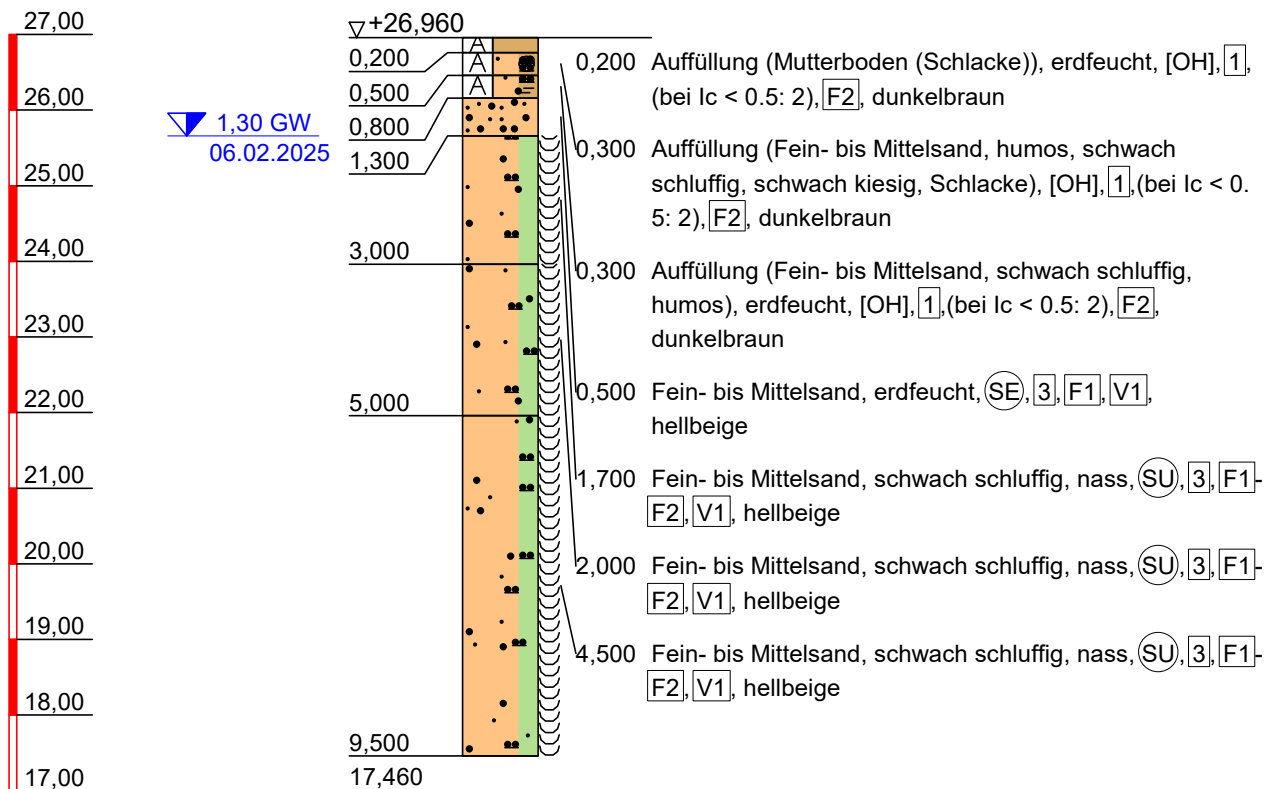 27,00
26,00
25,00
24,00
23,00
22,00
21,00
20,00
19,00
18,00
17,00
1,30 GW
06.02.2025
+26,960
0,200
0,500
0,800
1,300
3,000
5,000
9,500
17,460
A
A
A
0,200 Auffüllung (Mutterboden (Schlacke)), erdfeucht, [OH], 1,
(bei Ic < 0.5: 2), F2, dunkelbraun
0,300 Auffüllung (Fein- bis Mittelsand, humos, schwach
schluffig, schwach kiesig, Schlacke), [OH], 1,(bei Ic < 0.
5: 2), F2, dunkelbraun
0,300 Auffüllung (Fein- bis Mittelsand, schwach schluffig,
humos), erdfeucht, [OH], 1,(bei Ic < 0.5: 2), F2,
dunkelbraun
0,500 Fein- bis Mittelsand, erdfeucht, SE, 3, F1, V1,
hellbeige
1,700 Fein- bis Mittelsand, schwach schluffig, nass, SU, 3, F1-
F2, V1, hellbeige
2,000 Fein- bis Mittelsand, schwach schluffig, nass, SU, 3, F1-
F2, V1, hellbeige
4,500 Fein- bis Mittelsand, schwach schluffig, nass, SU, 3, F1-
F2, V1, hellbeige